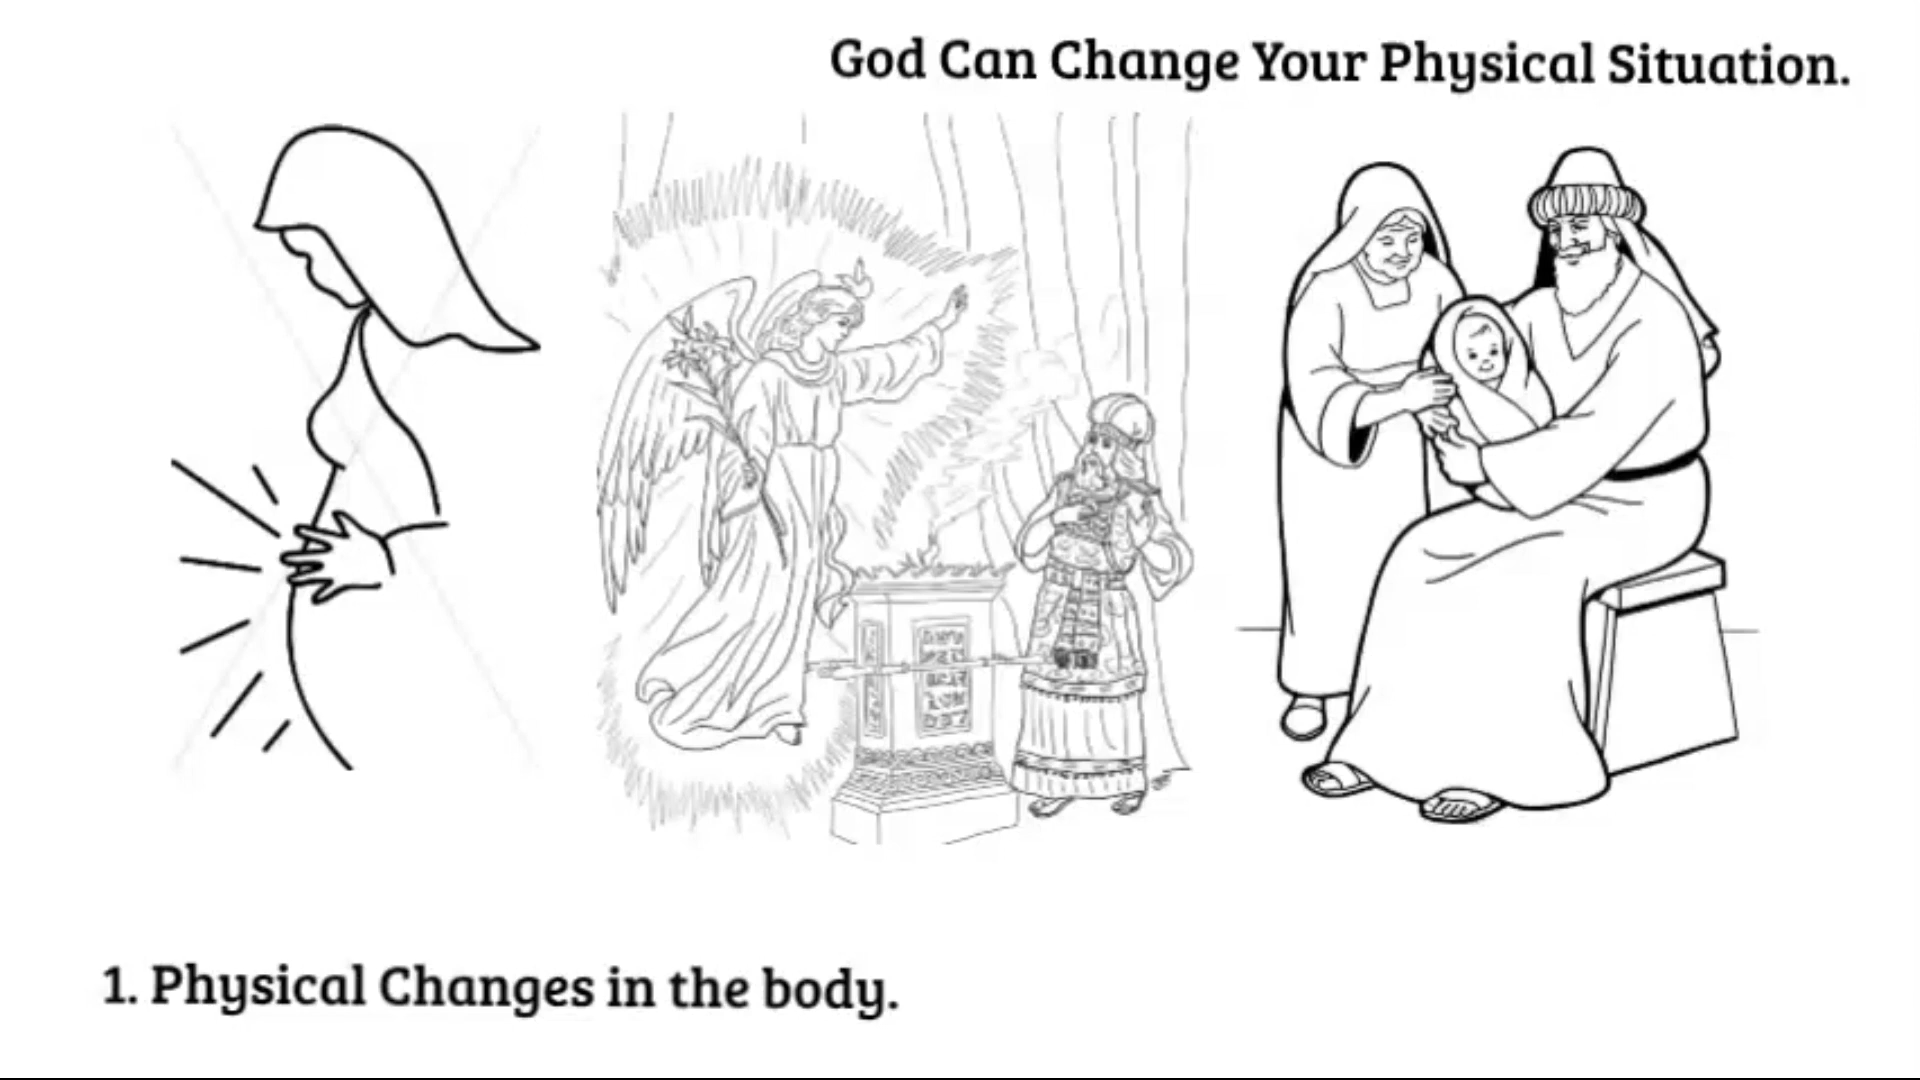 God Can Change Your Physical Situation.
1. Physical Changes in the body.